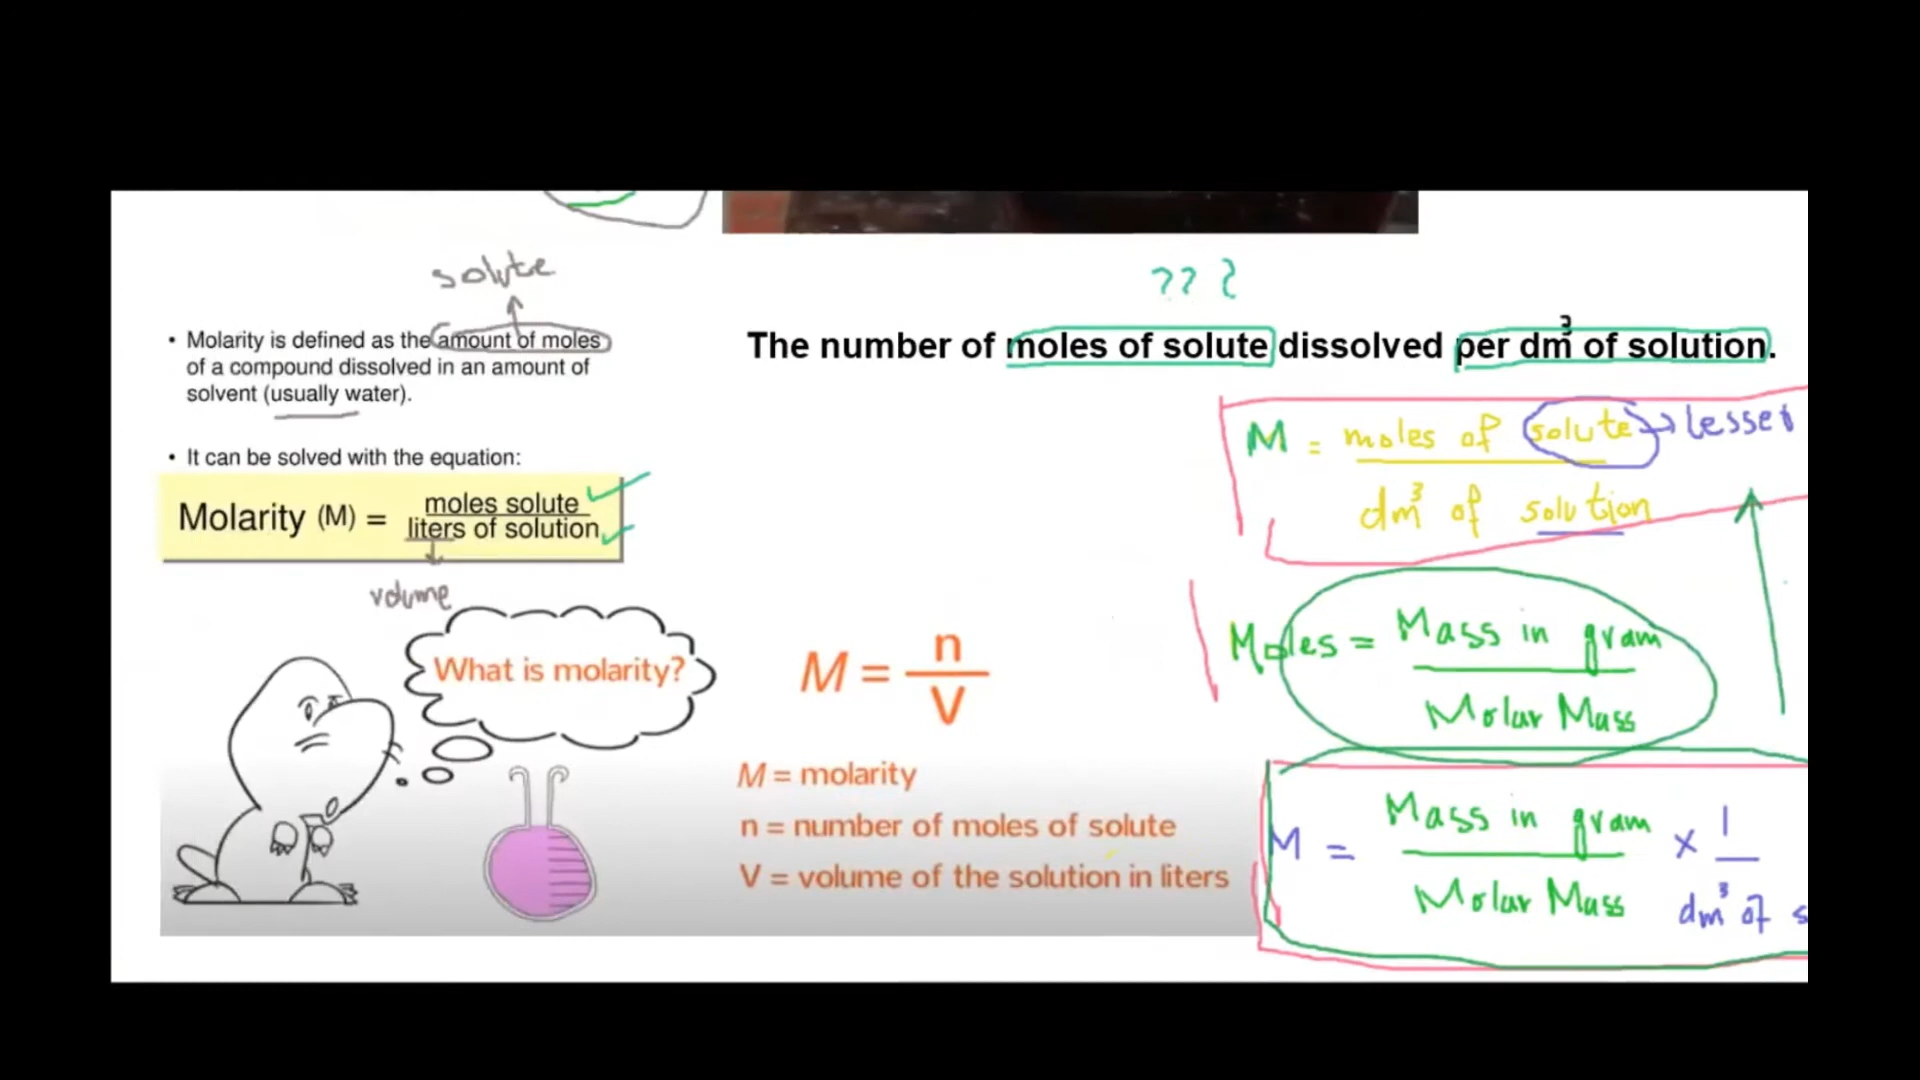 solute
• Molarity is defined as the amount of moles
of a compound dissolved in an amount of
solvent (usually water).
• It can be solved with the equation:
Molarity (M) = moles solute
liters of solution
volume
What is molarity?
M = n
V
M = molarity
n = number of moles of solute
V = volume of the solution in liters
? ? ?
3
The number of moles of solute dissolved per dm of solution.
M = moles of solute → lesser
dm³ of solution
Moles = Mass in gram
Molar Mass
M = Mass in gram × 1
Molar Mass dm³ of s